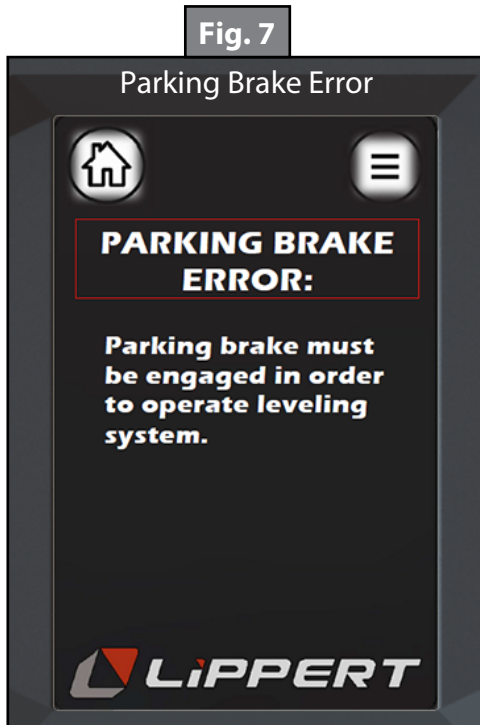 Fig. 7
Parking Brake Error
PARKING BRAKE
ERROR:
Parking brake must
be engaged in order
to operate leveling
system.
LiPPERT